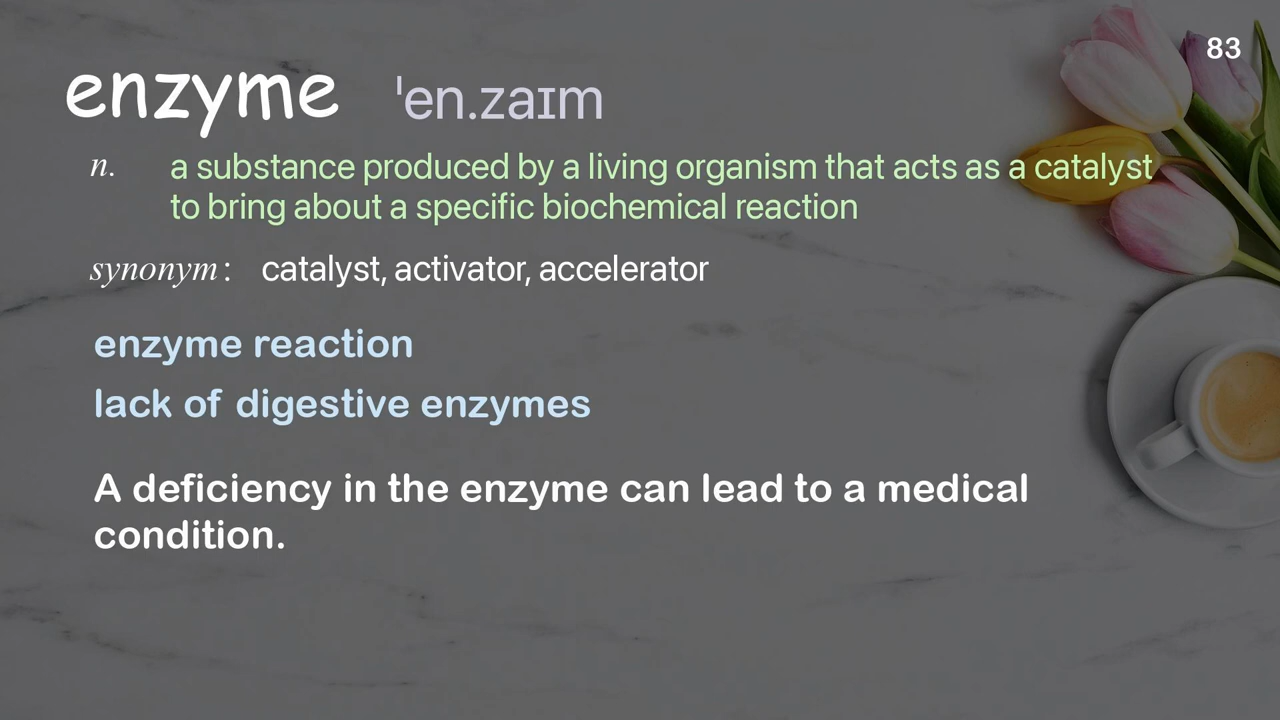 83
enzyme ˈen.zaɪm
n. a substance produced by a living organism that acts as a catalyst
to bring about a specific biochemical reaction
synonym : catalyst, activator, accelerator
enzyme reaction
lack of digestive enzymes
A deficiency in the enzyme can lead to a medical
condition.